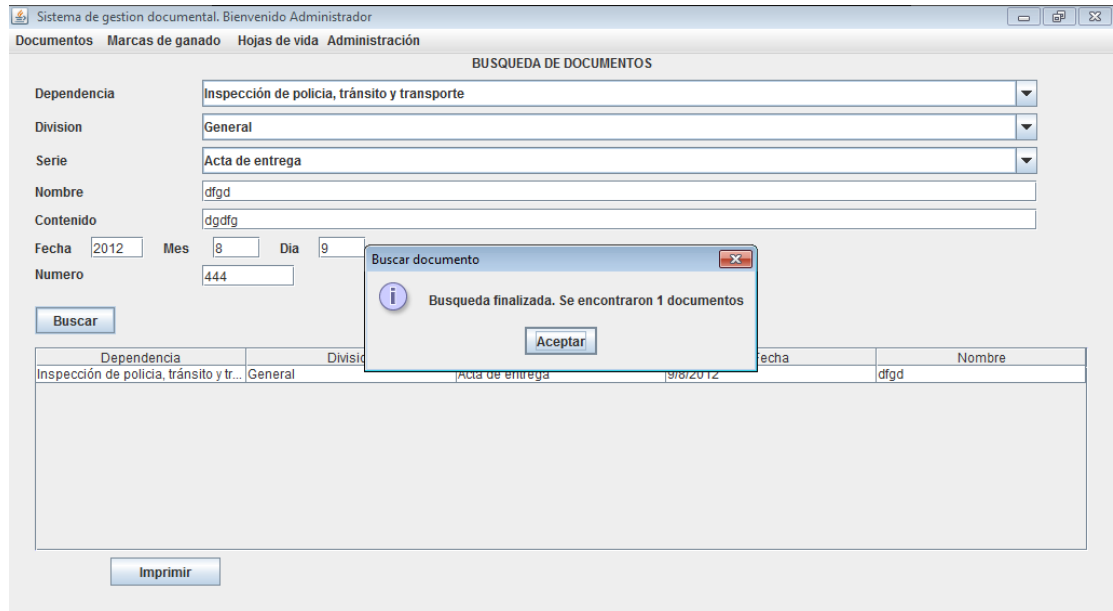 Sistema de gestion documental. Bienvenido Administrador
Documentos Marcas de ganado Hojas de vida Administración
BUSQUEDA DE DOCUMENTOS
Dependencia Inspección de policia, tránsito y transporte
Division General
Serie Acta de entrega
Nombre dfgd
Contenido dgdfg
Fecha 2012 Mes 8 Dia 9
Numero 444
Buscar documento
Busqueda finalizada. Se encontraron 1 documentos
Aceptar
Buscar
Dependencia Fecha Nombre
Inspección de policia, tránsito y tr... General Acta de entrega 9/8/2012 dfgd
Imprimir